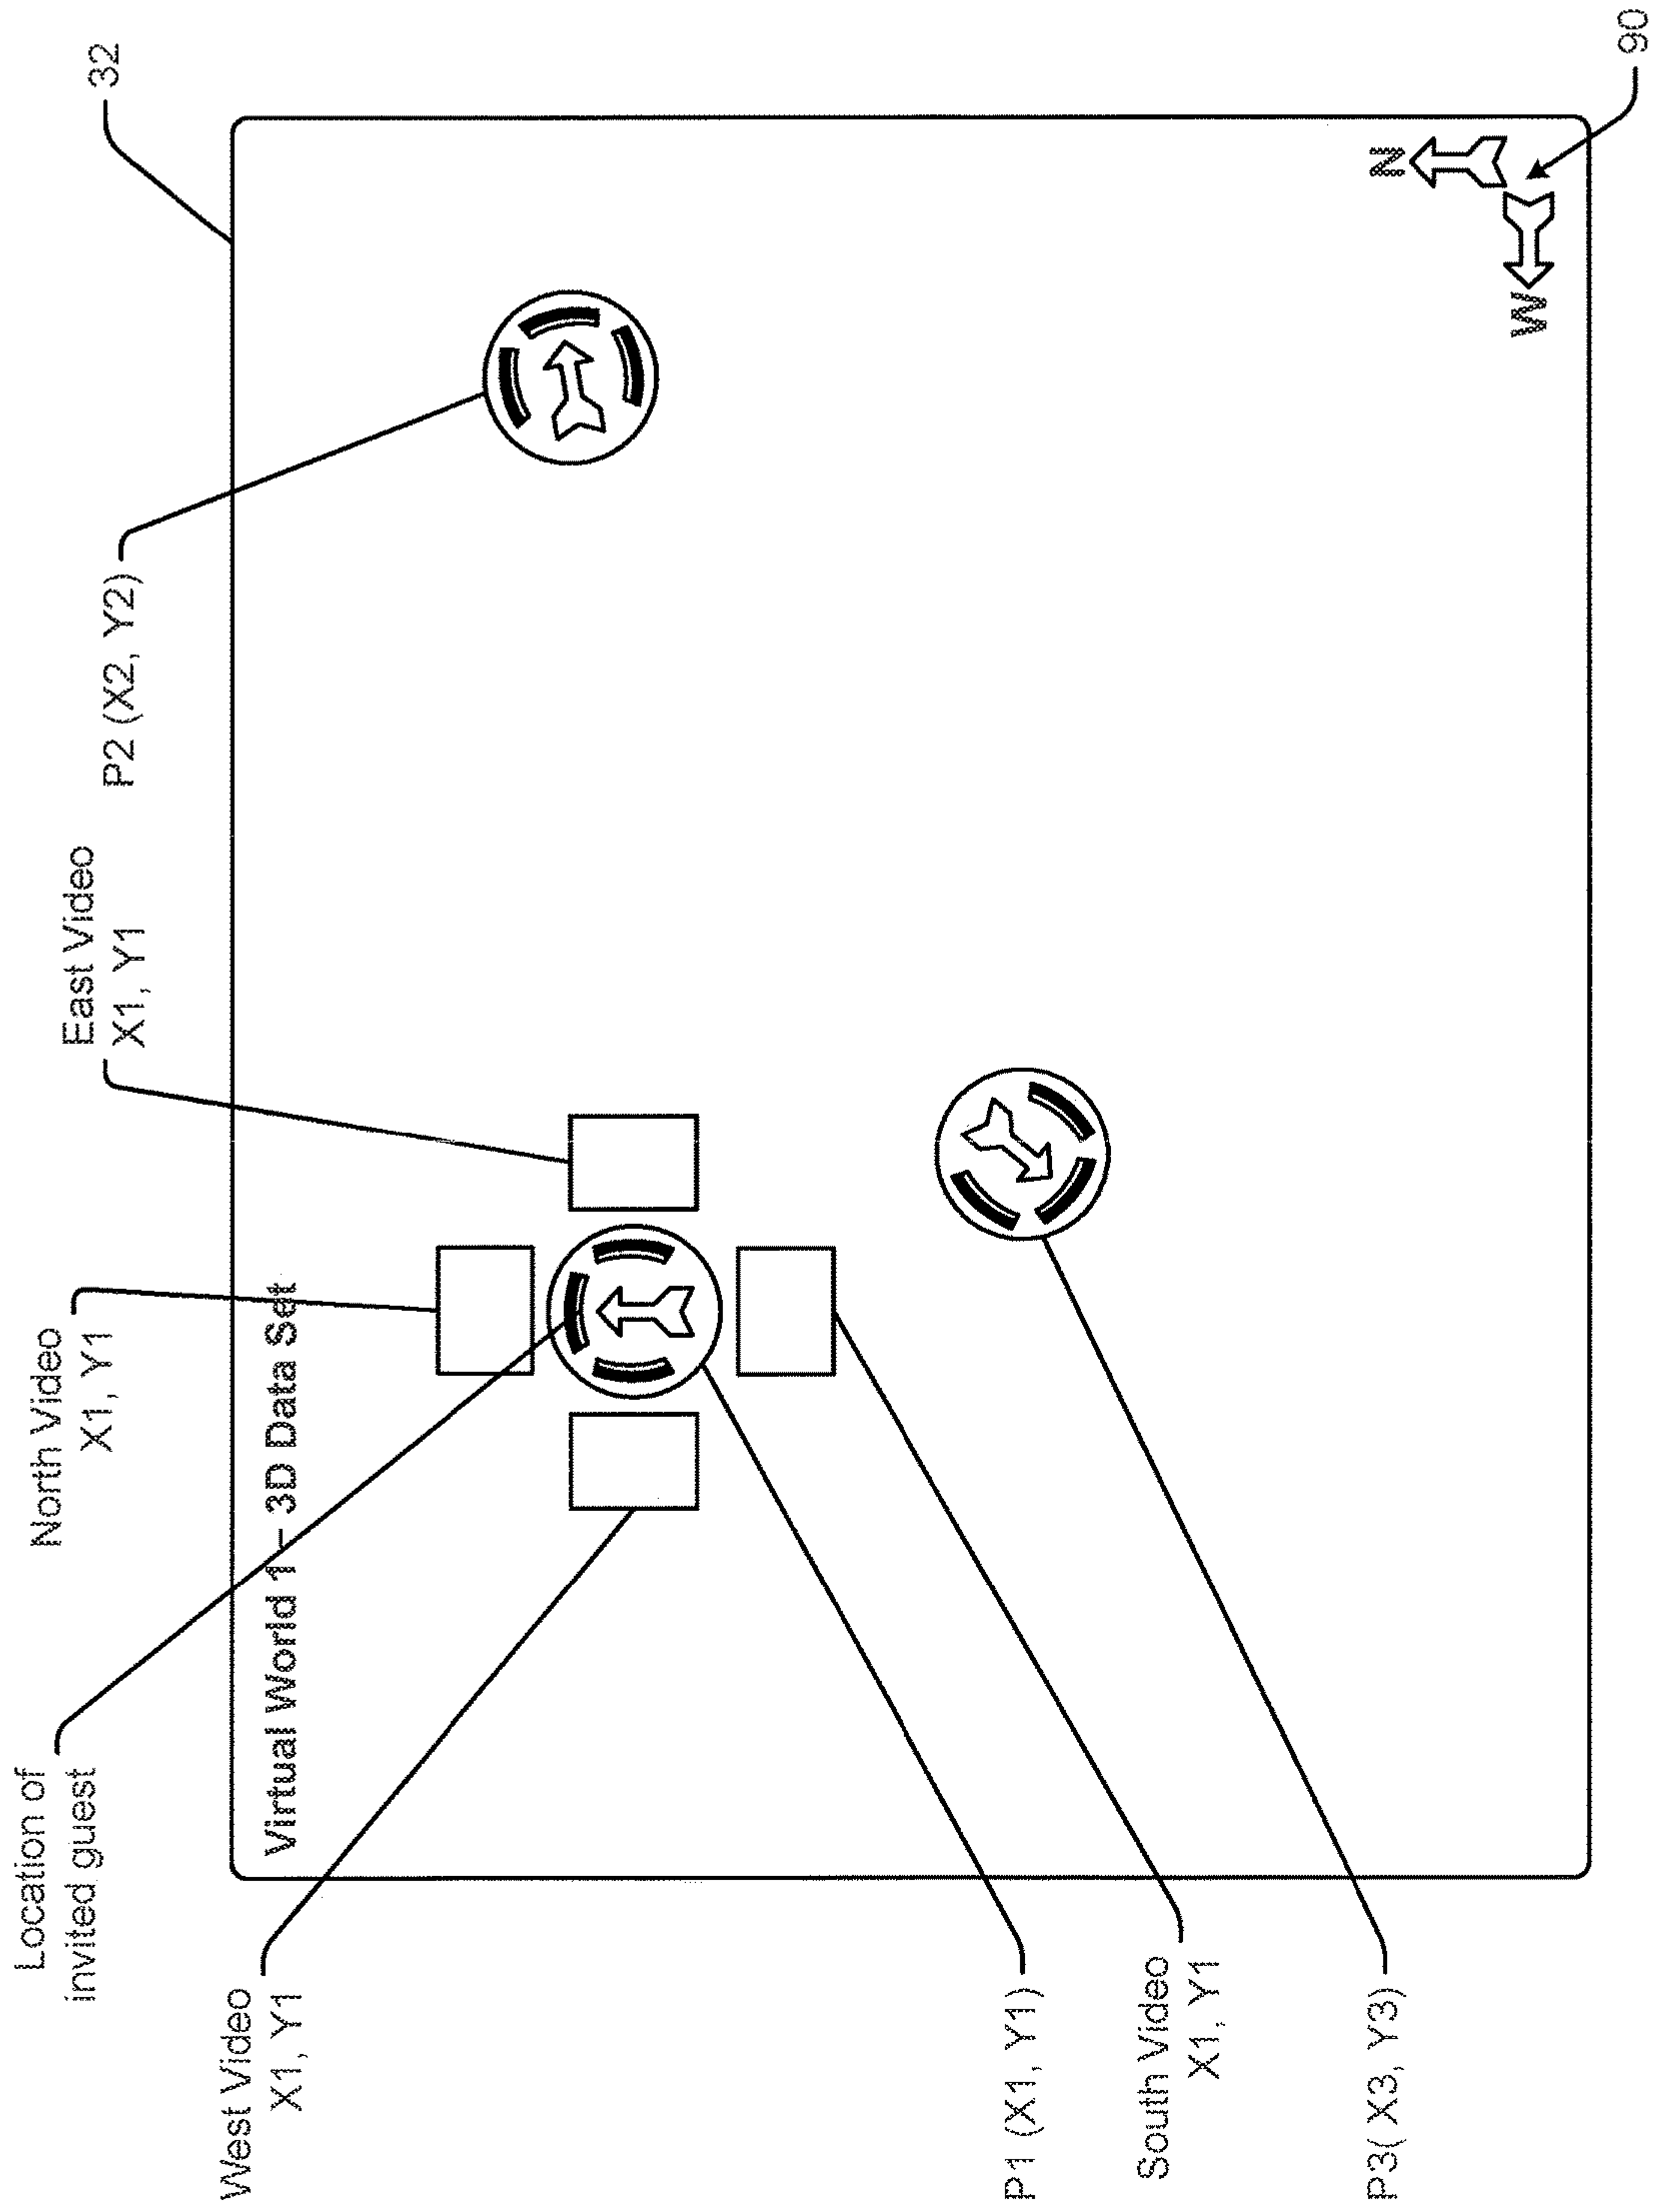 Location of
invited guest
North Video
X1, Y1
East Video
X1, Y1
P2 (X2, Y2)
32
West Video
X1, Y1
Virtual World 1 – 3D Data Set
P1 (X1, Y1)
South Video
X1, Y1
P3( X3, Y3)
N
W
90